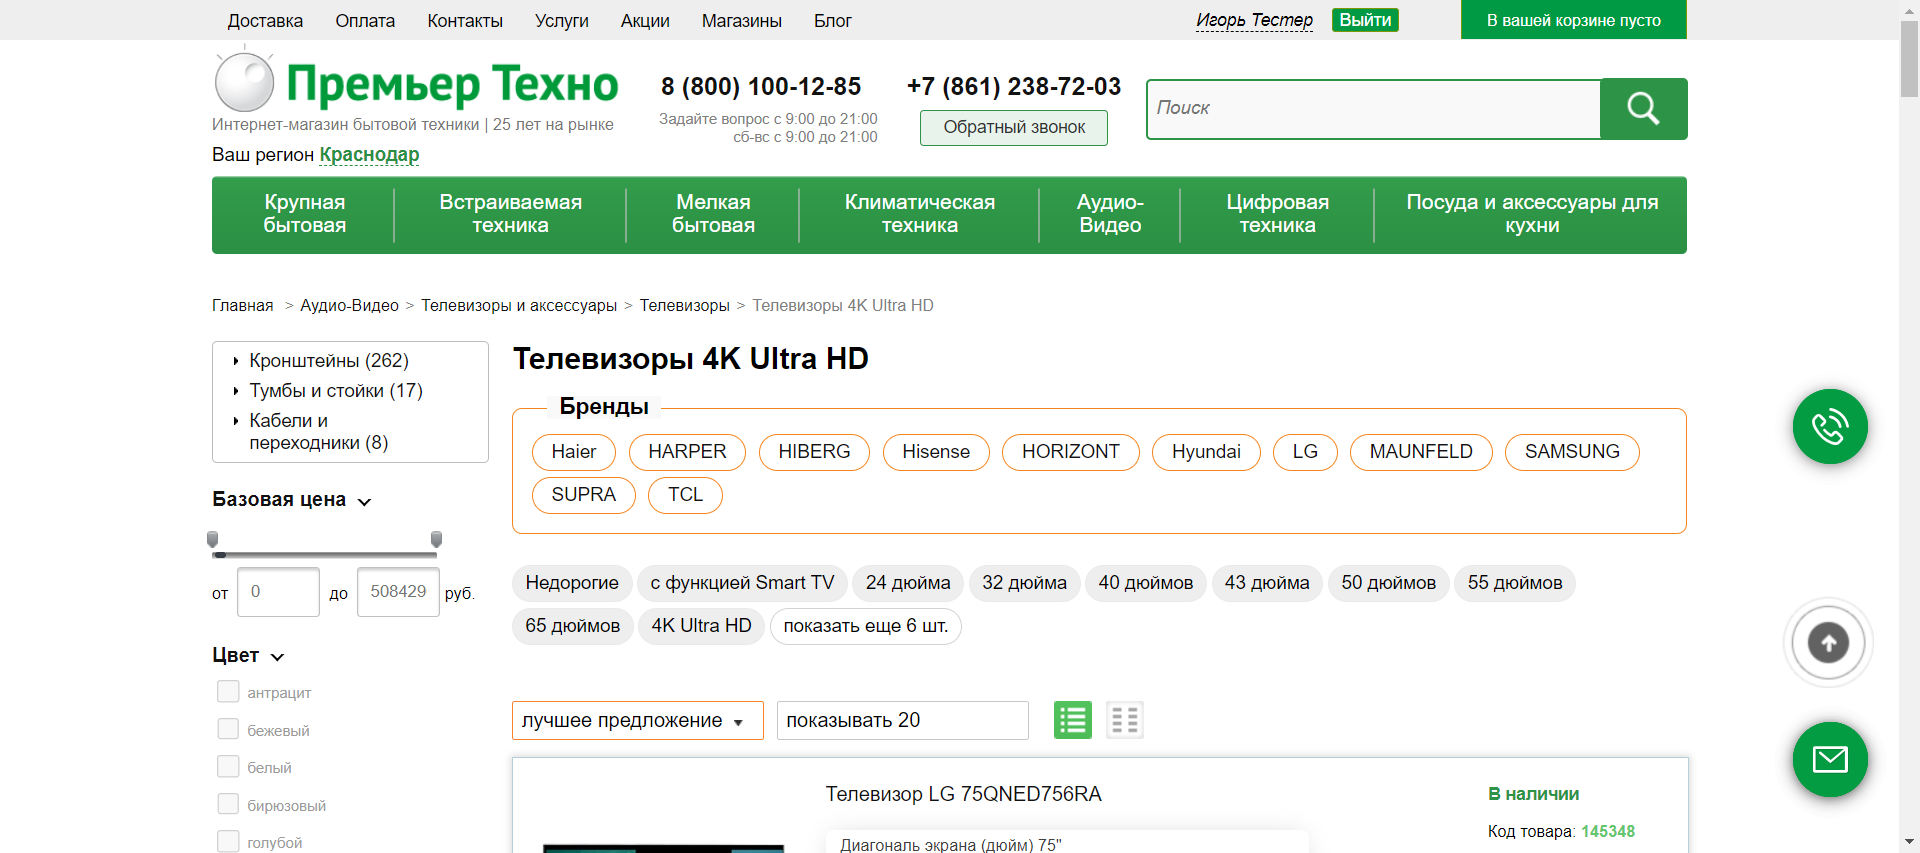 Доставка Оплата Контакты Услуги Акции Магазины Блог Игорь Тестер Выйти В вашей корзине пусто
Премьер Техно
Интернет-магазин бытовой техники | 25 лет на рынке
Ваш регион Краснодар
8 (800) 100-12-85
Задайте вопрос с 9:00 до 21:00
сб-вс с 9:00 до 21:00
+7 (861) 238-72-03
Обратный звонок
Поиск
Крупная бытовая
Встраиваемая техника
Мелкая бытовая
Климатическая техника
Аудио-Видео
Цифровая техника
Посуда и аксессуары для кухни
Главная > Аудио-Видео > Телевизоры и аксессуары > Телевизоры > Телевизоры 4K Ultra HD
Кронштейны (262)
Тумбы и стойки (17)
Кабели и
переходники (8)
Базовая цена
от 0 до 508429 руб.
Цвет
антрацит
бежевый
белый
бирюзовый
голубой
Телевизоры 4K Ultra HD
Бренды
Haier HARPER HIBERG Hisense HORIZONT Hyundai LG MAUNFELD SAMSUNG
SUPRA TCL
Недорогие с функцией Smart TV 24 дюйма 32 дюйма 40 дюймов 43 дюйма 50 дюймов 55 дюймов
65 дюймов 4K Ultra HD показать еще 6 шт.
лучшее предложение показывать 20
Телевизор LG 75QNED756RA
Диагональ экрана (дюйм) 75"
В наличии
Код товара: 145348